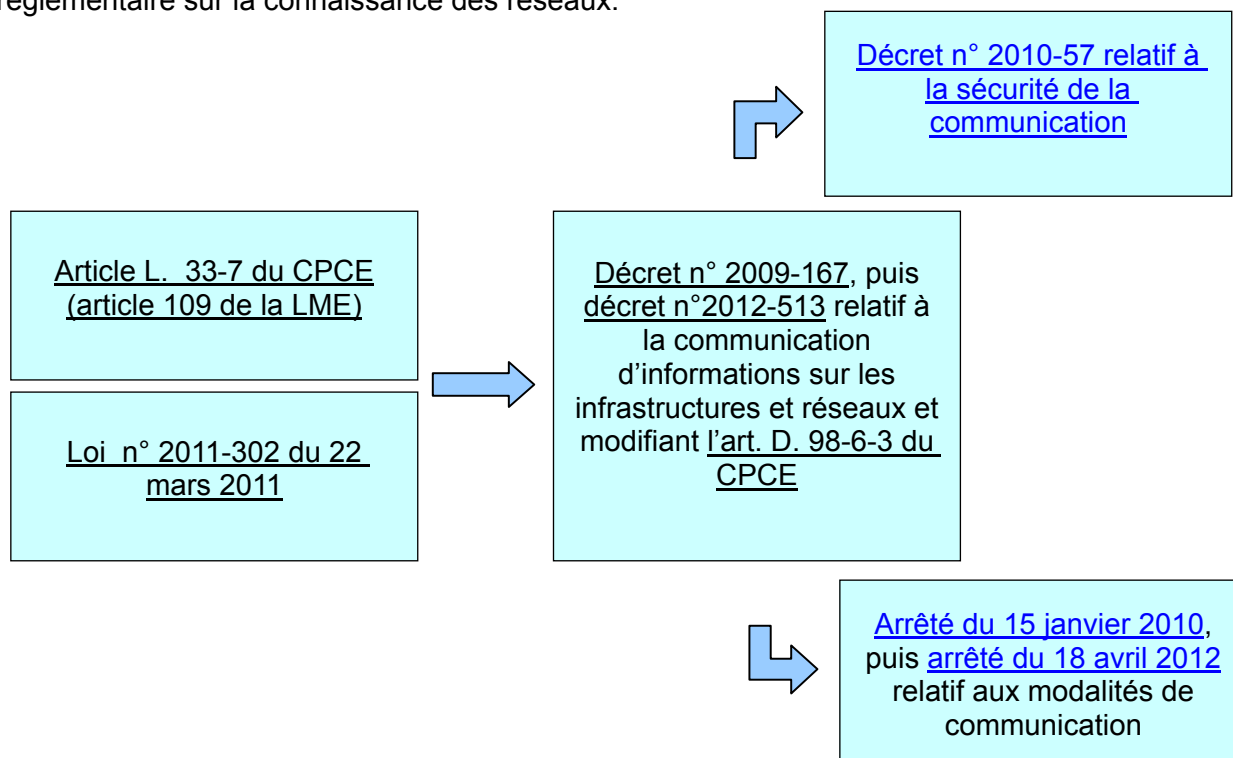 réglementaire sur la connaissance des réseaux.
Décret n° 2010-57 relatif à
la sécurité de la
communication
Article L. 33-7 du CPCE
(article 109 de la LME)
Loi n° 2011-302 du 22
mars 2011
Décret n° 2009-167, puis
décret n°2012-513 relatif à
la communication
d'informations sur les
infrastructures et réseaux et
modifiant l'art. D. 98-6-3 du
CPCE
Arrêté du 15 janvier 2010,
puis arrêté du 18 avril 2012
relatif aux modalités de
communication